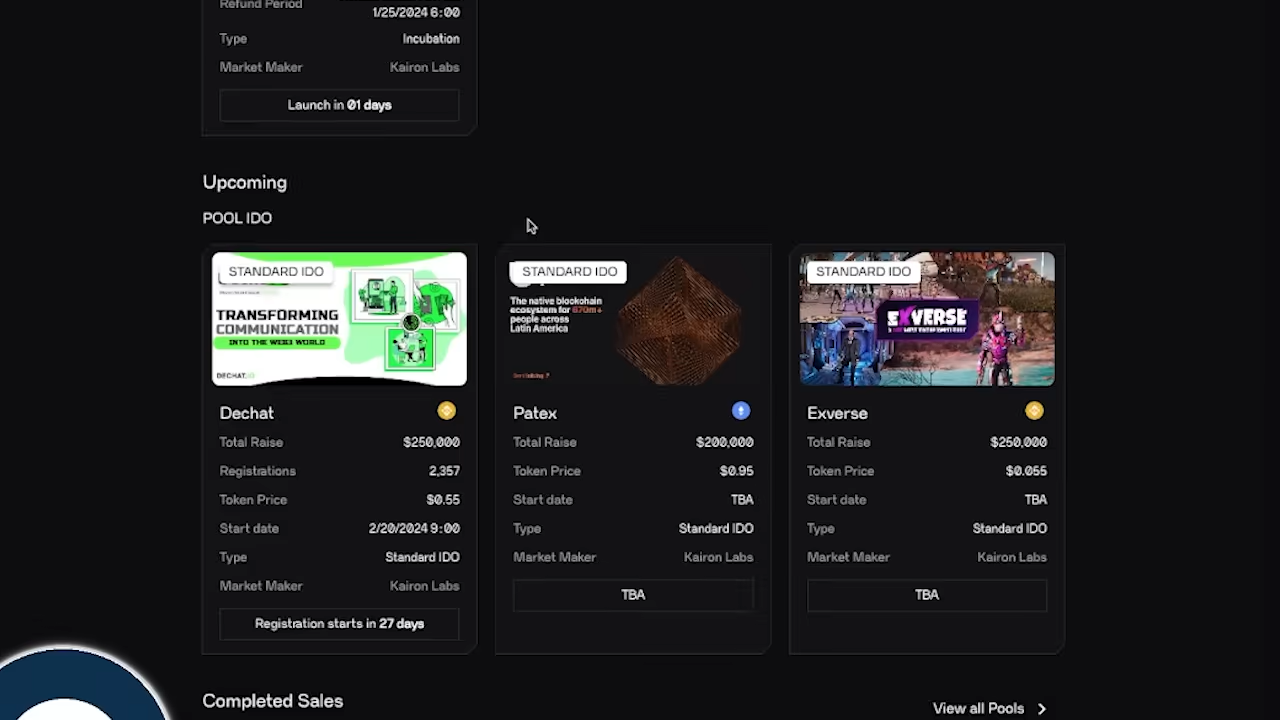 Refund Period
1/25/2024 6:00
Type Incubation
Market Maker Kairon Labs
Launch in 01 days
Upcoming
POOL IDO
STANDARD IDO
TRANSFORMING
COMMUNICATION
INTO THE WEB3 WORLD
DECHAT.IO
Dechat
Total Raise $250,000
Registrations 2,357
Token Price $0.55
Start date 2/20/2024 9:00
Type Standard IDO
Market Maker Kairon Labs
Registration starts in 27 days
STANDARD IDO
The native blockchain
ecosystem for 670m+
people across
Latin America
Patex
Total Raise $200,000
Token Price $0.95
Start date TBA
Type Standard IDO
Market Maker Kairon Labs
TBA
STANDARD IDO
EXVERSE
Exverse
Total Raise $250,000
Token Price $0.055
Start date TBA
Type Standard IDO
Market Maker Kairon Labs
TBA
Completed Sales
View all Pools